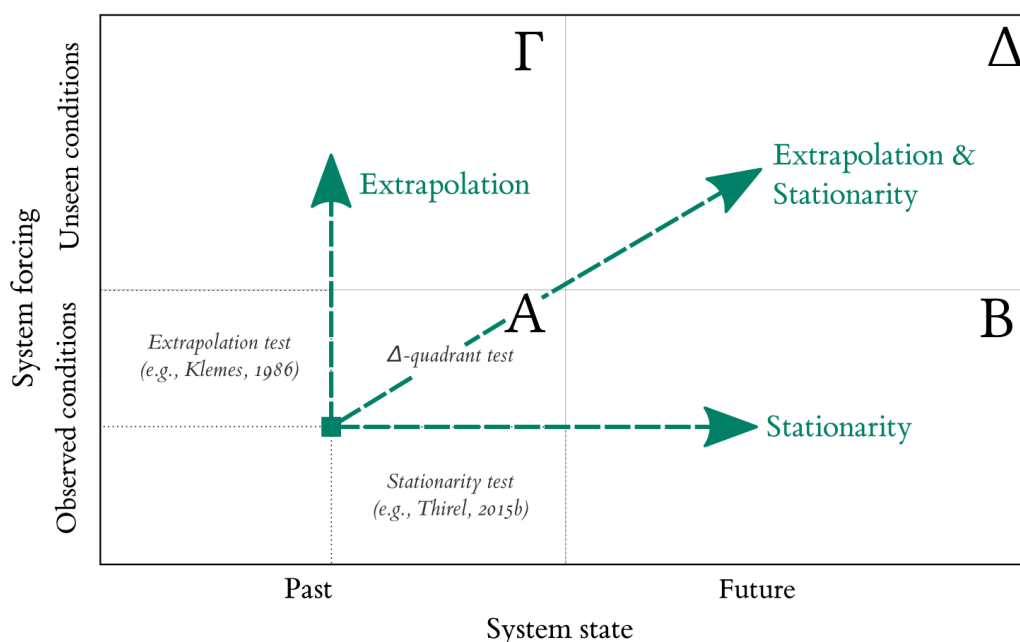 Γ
Δ
Unseen conditions
Extrapolation
Extrapolation &
Stationarity
System forcing
A
B
Extrapolation test
(e.g., Klemes, 1986)
Δ-quadrant test
Observed conditions
Stationarity
Stationarity test
(e.g., Thirel, 2015b)
Past
Future
System state